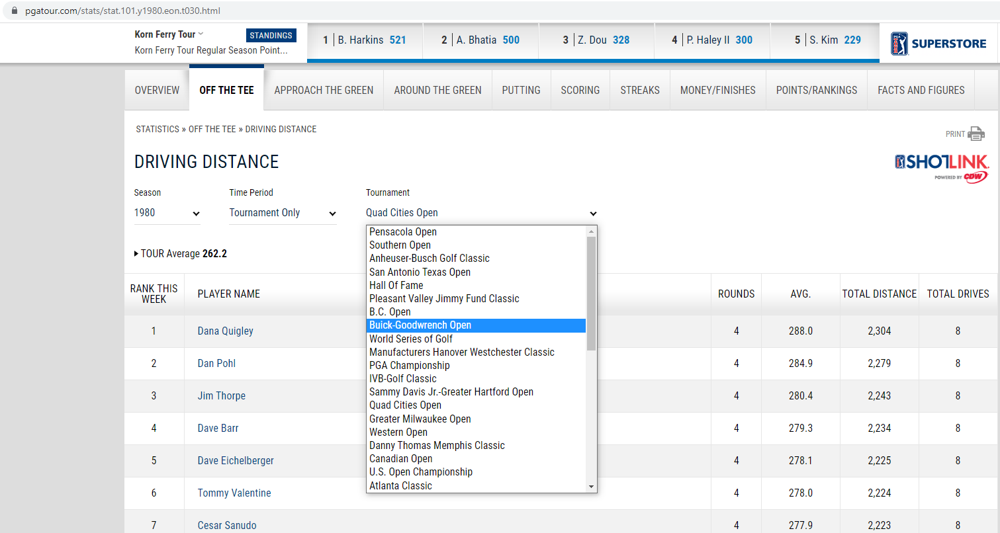 pgatour.com/stats/stat.101.y1980.eon.t030.html
Korn Ferry Tour
STANDINGS
Korn Ferry Tour Regular Season Point...
1 B. Harkins 521
2 A. Bhatia 500
3 Z. Dou 328
4 P. Haley II 300
5 S. Kim 229
PGA TOUR SUPERSTORE
OVERVIEW OFF THE TEE APPROACH THE GREEN AROUND THE GREEN PUTTING SCORING STREAKS MONEY/FINISHES POINTS/RANKINGS FACTS AND FIGURES
STATISTICS » OFF THE TEE » DRIVING DISTANCE
PRINT
DRIVING DISTANCE
SHOTLINK.
POWERED BY CDW
Season Time Period Tournament
1980 Tournament Only Quad Cities Open
Pensacola Open
Southern Open
Anheuser-Busch Golf Classic
San Antonio Texas Open
Hall Of Fame
Pleasant Valley Jimmy Fund Classic
B.C. Open
Buick-Goodwrench Open
World Series of Golf
Manufacturers Hanover Westchester Classic
PGA Championship
IVB-Golf Classic
Sammy Davis Jr.-Greater Hartford Open
Quad Cities Open
Greater Milwaukee Open
Western Open
Danny Thomas Memphis Classic
Canadian Open
U.S. Open Championship
Atlanta Classic
TOUR Average 262.2
RANK THIS WEEK PLAYER NAME ROUNDS AVG. TOTAL DISTANCE TOTAL DRIVES
1 Dana Quigley 4 288.0 2,304 8
2 Dan Pohl 4 284.9 2,279 8
3 Jim Thorpe 4 280.4 2,243 8
4 Dave Barr 4 279.3 2,234 8
5 Dave Eichelberger 4 278.1 2,225 8
6 Tommy Valentine 4 278.0 2,224 8
7 Cesar Sanudo 4 277.9 2,223 8